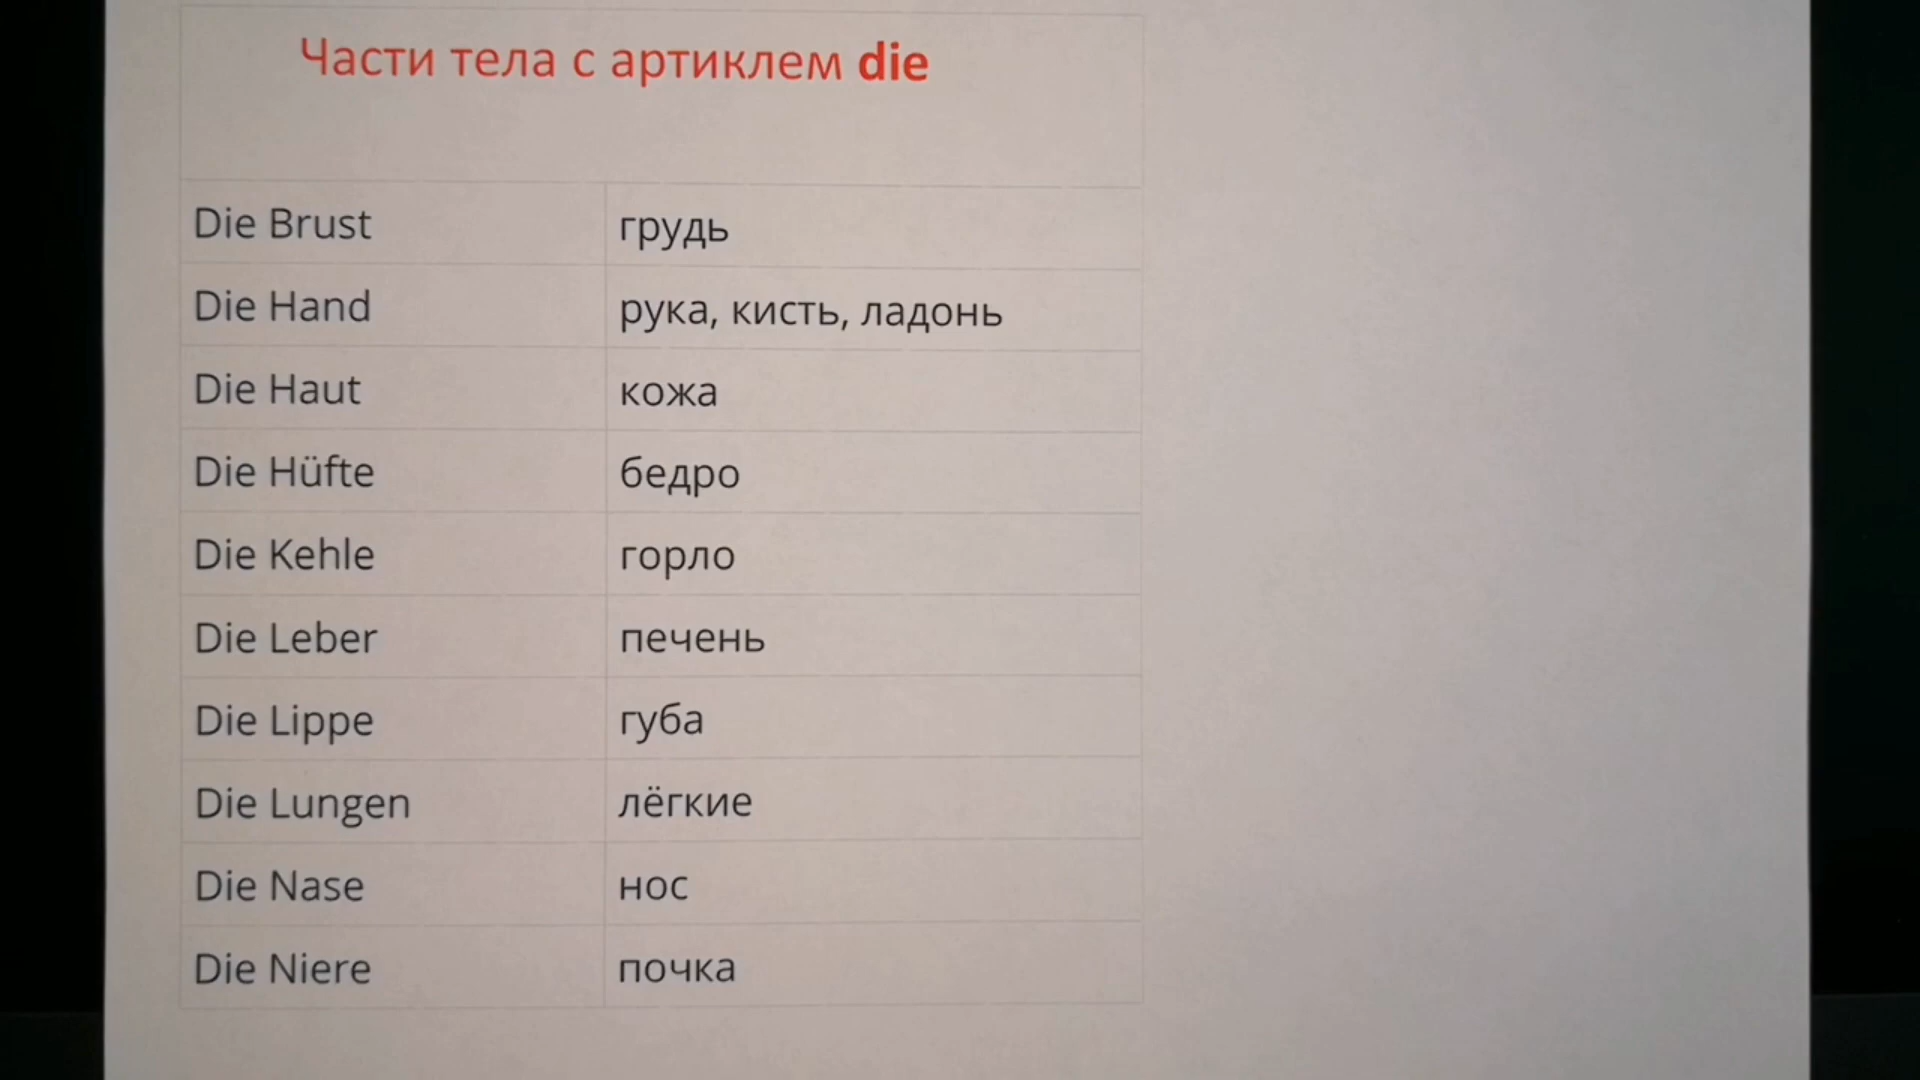 Части тела с артиклем die
Die Brust грудь
Die Hand рука, кисть, ладонь
Die Haut кожа
Die Hüfte бедро
Die Kehle горло
Die Leber печень
Die Lippe губа
Die Lungen лёгкие
Die Nase нос
Die Niere почка